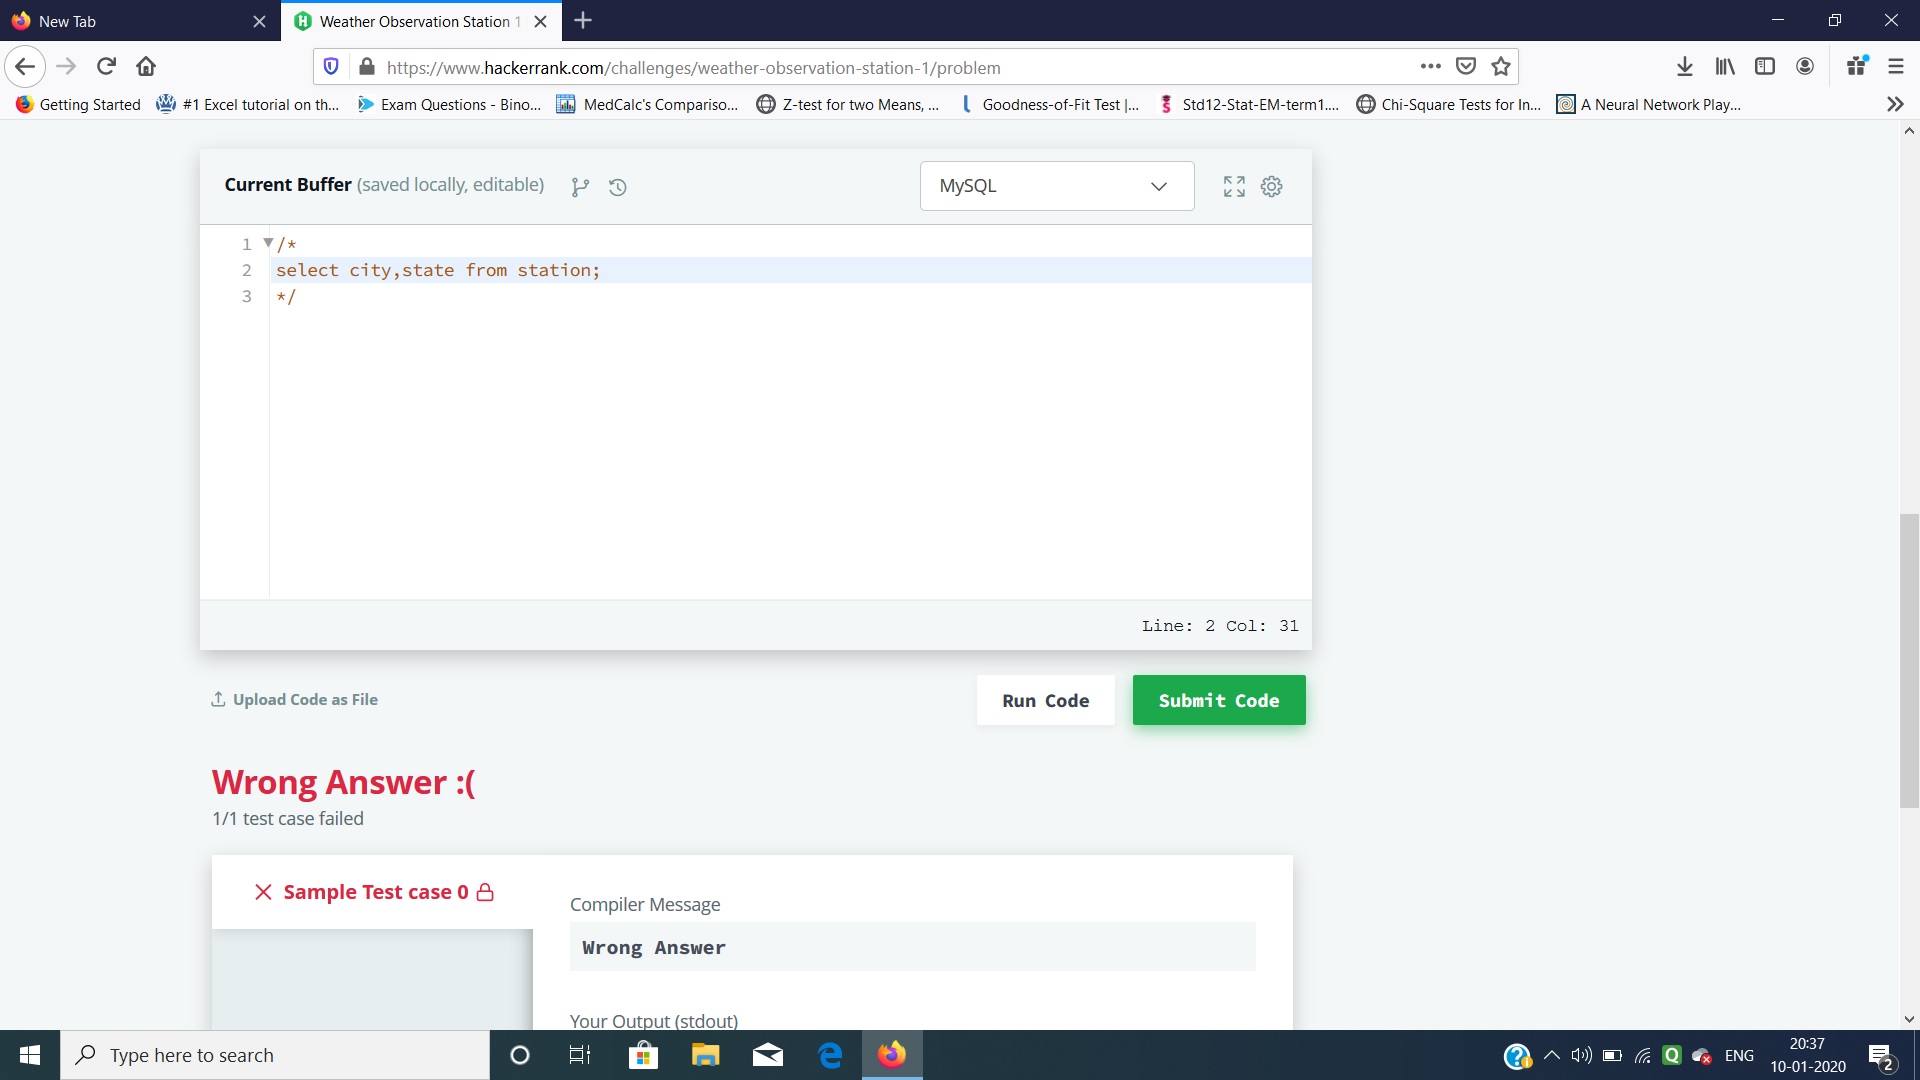 New Tab
Weather Observation Station 1
https://www.hackerrank.com/challenges/weather-observation-station-1/problem
Getting Started
#1 Excel tutorial on th...
Exam Questions - Bino...
MedCalc's Compariso...
Z-test for two Means, ...
Goodness-of-Fit Test |...
Std12-Stat-EM-term1....
Chi-Square Tests for In...
A Neural Network Play...
Current Buffer (saved locally, editable)
MySQL
1 /*
2 select city,state from station;
3 */
Line: 2 Col: 31
Upload Code as File
Run Code
Submit Code
Wrong Answer :(
1/1 test case failed
Sample Test case 0
Compiler Message
Wrong Answer
Your Output (stdout)
Type here to search
ENG
20:37
10-01-2020
2